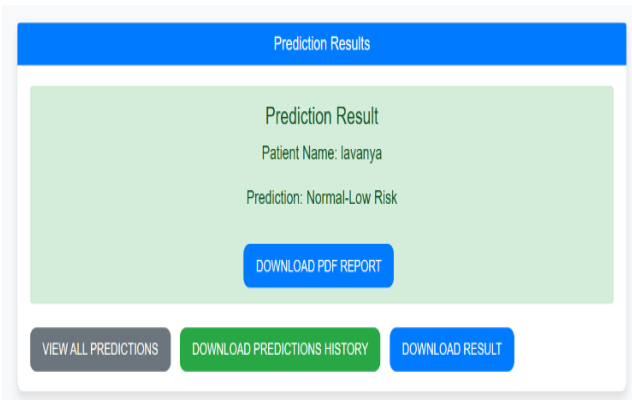 Prediction Results
Prediction Result
Patient Name: lavanya
Prediction: Normal-Low Risk
DOWNLOAD PDF REPORT
VIEW ALL PREDICTIONS DOWNLOAD PREDICTIONS HISTORY DOWNLOAD RESULT